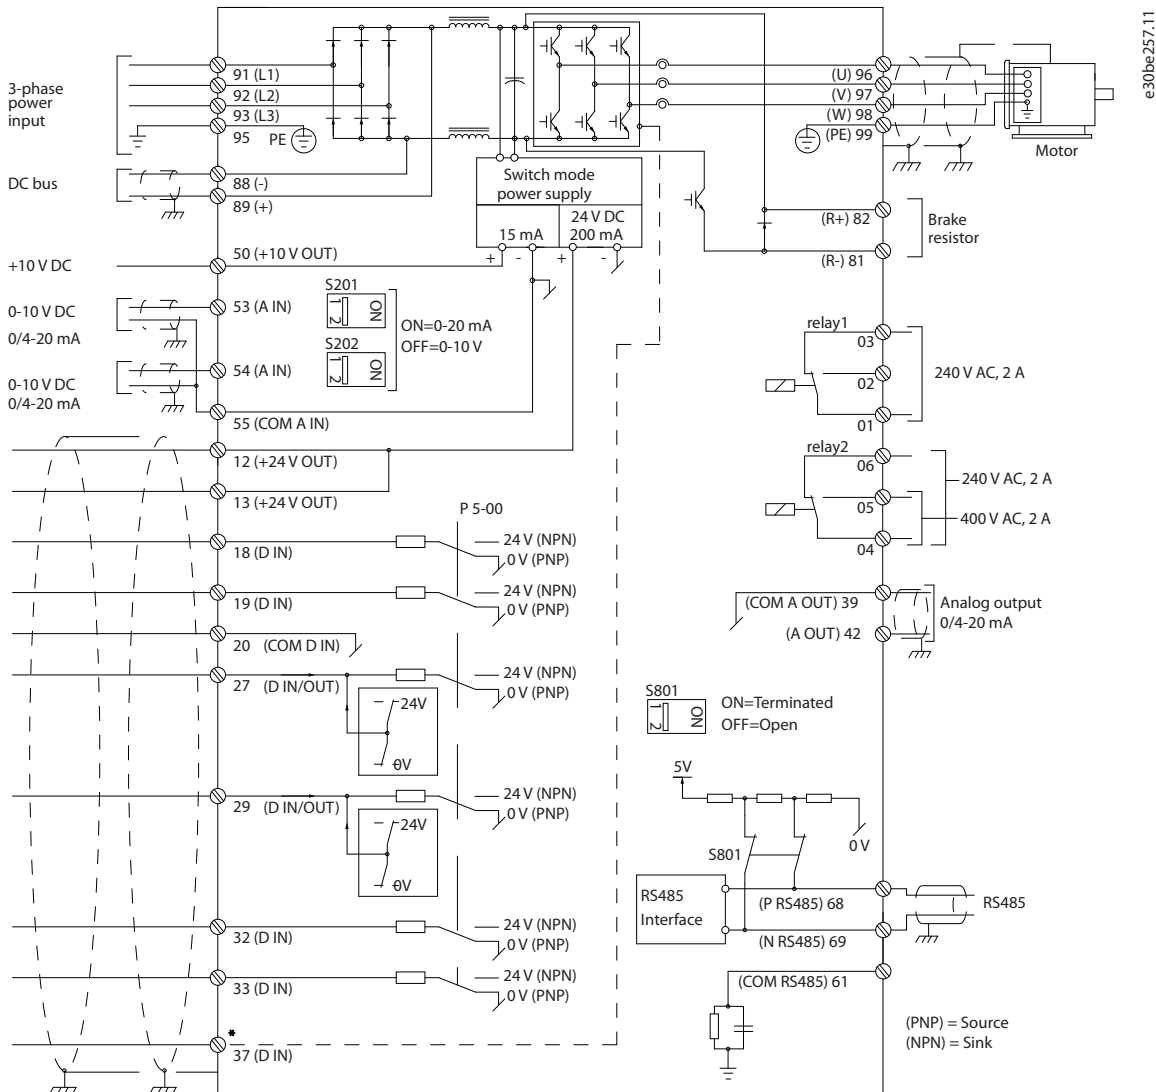 e30be257.11
3-phase
power
input
91 (L1)
92 (L2)
93 (L3)
95
PE
DC bus
88 (-)
89 (+)
+10 V DC
50 (+10 V OUT)
0-10 V DC
0/4-20 mA
53 (A IN)
0-10 V DC
0/4-20 mA
54 (A IN)
55 (COM A IN)
12 (+24 V OUT)
13 (+24 V OUT)
18 (D IN)
19 (D IN)
20 (COM D IN)
27 (D IN/OUT)
29 (D IN/OUT)
32 (D IN)
33 (D IN)
*
37 (D IN)
S201
1 2
ON
S202
1 2
ON
ON=0-20 mA
OFF=0-10 V
Switch mode
power supply
15 mA
24 V DC
200 mA
+ - + -
P 5-00
24 V (NPN)
0 V (PNP)
24 V (NPN)
0 V (PNP)
24 V (NPN)
0 V (PNP)
24V
0V
24 V (NPN)
0 V (PNP)
24V
0V
24 V (NPN)
0 V (PNP)
24 V (NPN)
0 V (PNP)
(U) 96
(V) 97
(W) 98
(PE) 99
Motor
(R+) 82
(R-) 81
Brake
resistor
relay1
03
02
01
240 V AC, 2 A
relay2
06
05
04
240 V AC, 2 A
400 V AC, 2 A
(COM A OUT) 39
(A OUT) 42
Analog output
0/4-20 mA
S801
1 2
ON
ON=Terminated
OFF=Open
5V
0 V
S801
RS485
Interface
(P RS485) 68
(N RS485) 69
RS485
(COM RS485) 61
(PNP) = Source
(NPN) = Sink